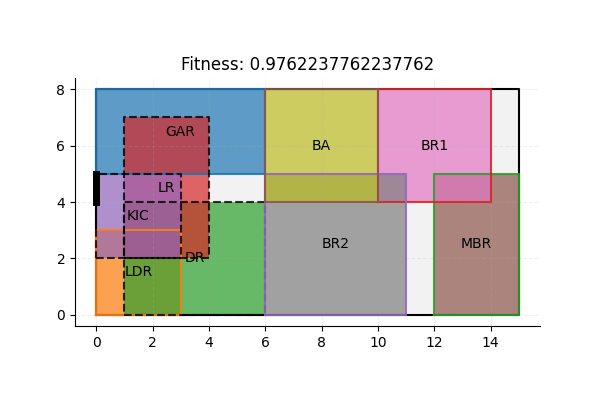 Fitness: 0.9762237762237762
8
6
4
2
0
GAR
BA
BR1
LR
KIC
BR2
MBR
DR
LDR
0 2 4 6 8 10 12 14